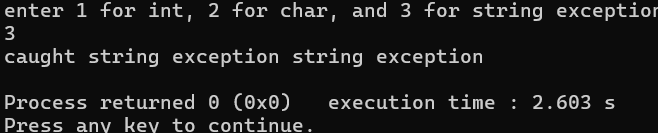 enter 1 for int, 2 for char, and 3 for string exception
3
caught string exception string exception
Process returned 0 (0x0)   execution time : 2.603 s
Press any key to continue.